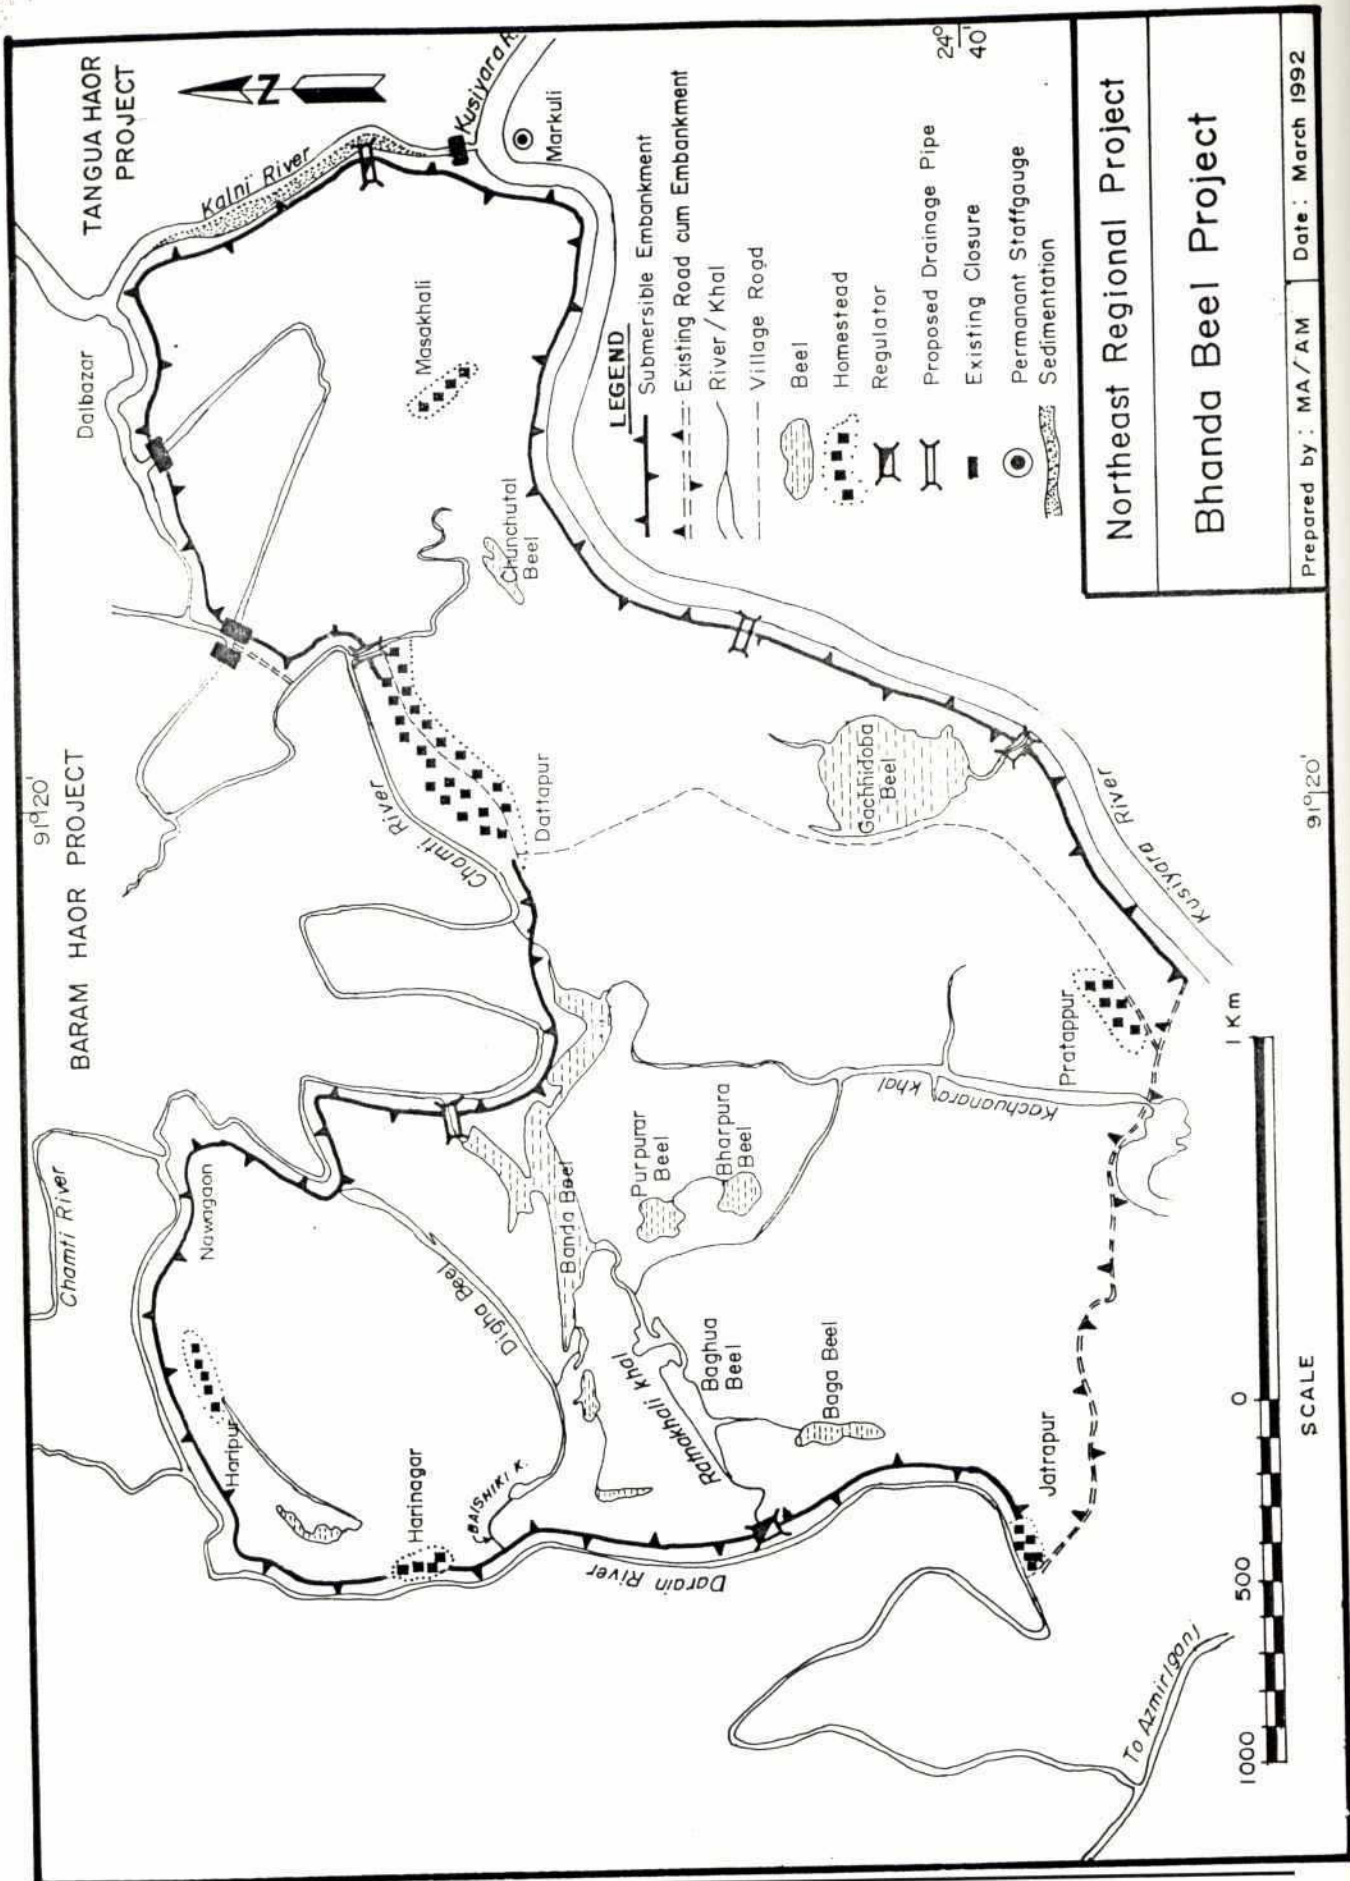 TANGUA HAOR
PROJECT
N
Kusiyara R.
Kalni River
Markuli
24°
40'
Dalbazar
Masakhali
Chunchutal
Beel
91°20'
BARAM HAOR PROJECT
Chamti River
Dattapur
Gachhidoba
Beel
Kusiyara River
91°20'
Chamti River
Nawagaon
Haripur
Harinagar
Digha Beel
BAISHIKI K.
Banda Beel
Purpurar
Beel
Bharpura
Beel
Kachuanara khal
Pratappur
Ratnakhali Khal
Baghua
Beel
Baga Beel
Darain River
Jatrapur
To Azmiriganj
LEGEND
Submersible Embankment
Existing Road cum Embankment
River / Khal
Village Road
Beel
Homestead
Regulator
Proposed Drainage Pipe
Existing Closure
Permanant Staffgauge
Sedimentation
1000 500 0 1 Km
SCALE
Northeast Regional Project
Bhanda Beel Project
Prepared by : MA / AM Date : March 1992